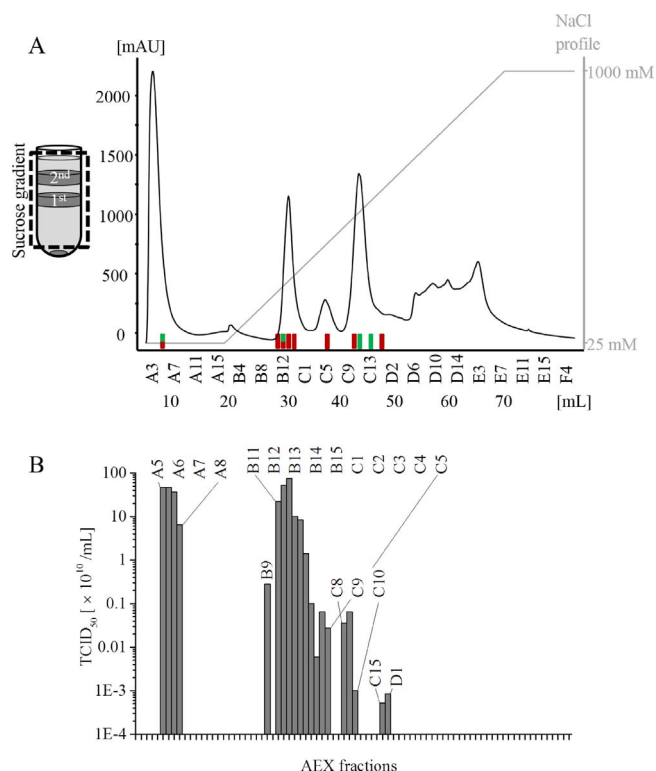 A
[mAU]
NaCl
profile
2000
1500
1000
500
0
1000 mM
25 mM
Sucrose gradient
2nd
1st
A3 A7 A11 A15 B4 B8 B12 C1 C5 C9 C13 D2 D6 D10 D14 E3 E7 E11 E15 F4
10 20 30 40 50 60 70 [mL]
B
A5 A6 A7 A8 B11 B12 B13 B14 B15 C1 C2 C3 C4 C5
B9 C8 C9 C10 C15 D1
100
10
1
0.1
0.01
1E-3
1E-4
TCID50 [ × 10^10 /mL]
AEX fractions